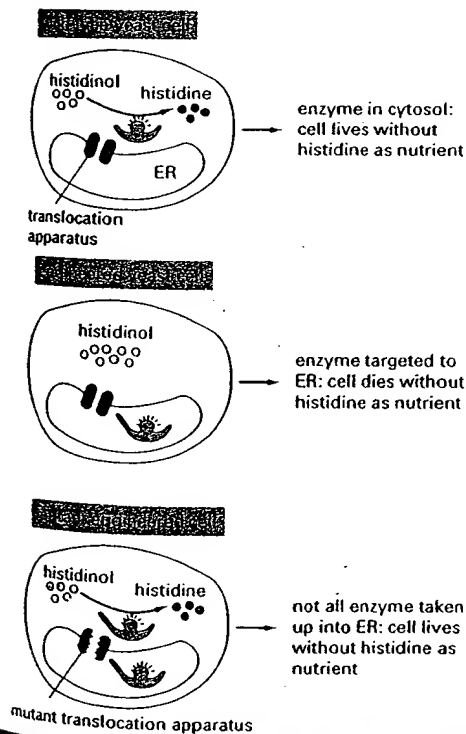 histidinol
histidine
ER
translocation
apparatus
enzyme in cytosol:
cell lives without
histidine as nutrient
histidinol
enzyme targeted to
ER: cell dies without
histidine as nutrient
histidinol
histidine
not all enzyme taken
up into ER: cell lives
without histidine as
nutrient
mutant translocation apparatus